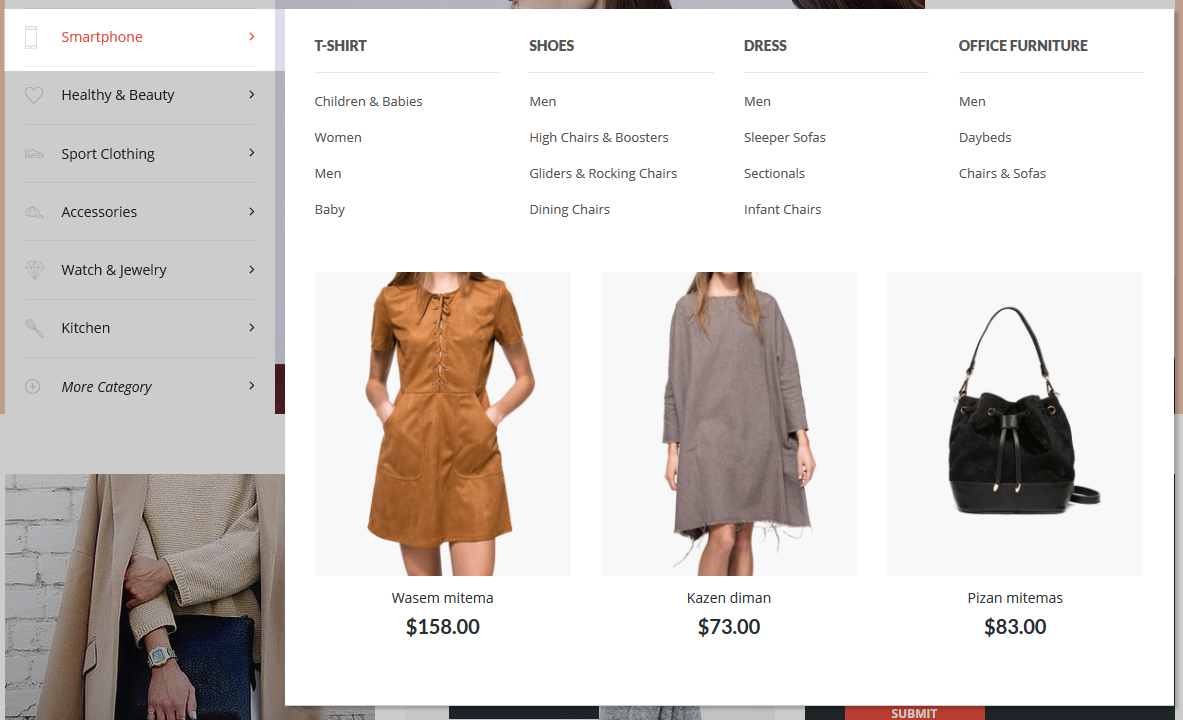 Smartphone
Healthy & Beauty
Sport Clothing
Accessories
Watch & Jewelry
Kitchen
More Category
T-SHIRT
Children & Babies
Women
Men
Baby
SHOES
Men
High Chairs & Boosters
Gliders & Rocking Chairs
Dining Chairs
DRESS
Men
Sleeper Sofas
Sectionals
Infant Chairs
OFFICE FURNITURE
Men
Daybeds
Chairs & Sofas
Wasem mitema
$158.00
Kazen diman
$73.00
Pizan mitemas
$83.00
SUBMIT